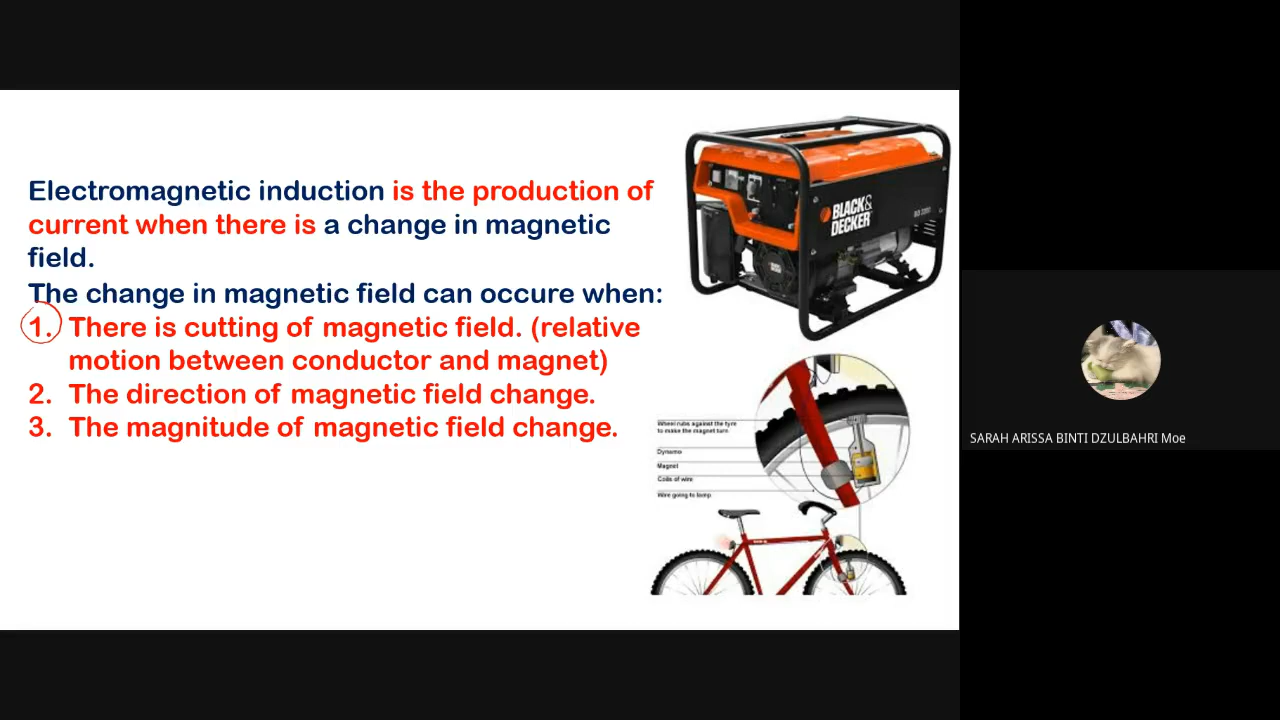 Electromagnetic induction is the production of
current when there is a change in magnetic
field.
The change in magnetic field can occure when:
1. There is cutting of magnetic field. (relative
motion between conductor and magnet)
2. The direction of magnetic field change.
3. The magnitude of magnetic field change.
BLACK&
DECKER
Wheel rubs against the tyre
to make the magnet turn
Dynamo
Magnet
Coils of wire
Wire going to lamp
SARAH ARISSA BINTI DZULBAHRI Moe